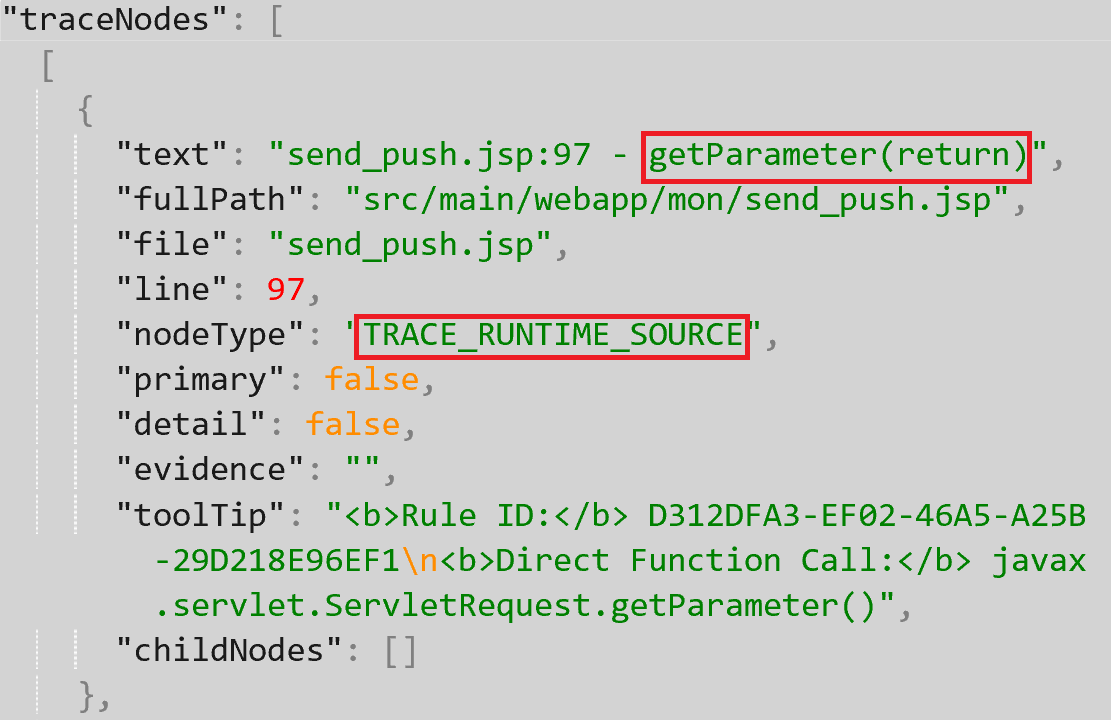 "traceNodes": [
[
{
"text": "send_push.jsp:97 - getParameter(return)",
"fullPath": "src/main/webapp/mon/send_push.jsp",
"file": "send_push.jsp",
"line": 97,
"nodeType": "TRACE_RUNTIME_SOURCE",
"primary": false,
"detail": false,
"evidence": "",
"toolTip": "<b>Rule ID:</b> D312DFA3-EF02-46A5-A25B
-29D218E96EF1\n<b>Direct Function Call:</b> javax
.servlet.ServletRequest.getParameter()",
"childNodes": []
},